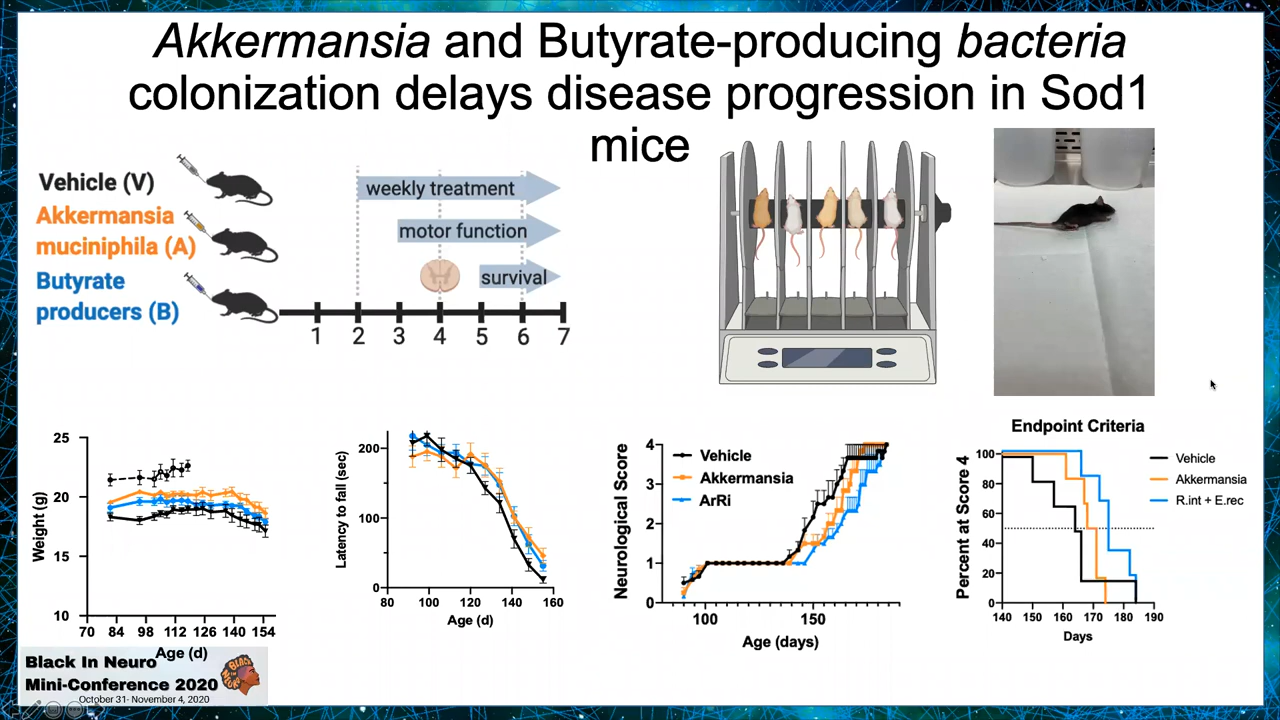 Akkermansia and Butyrate-producing bacteria
colonization delays disease progression in Sod1
mice
Vehicle (V)
Akkermansia
muciniphila (A)
Butyrate
producers (B)
weekly treatment
motor function
survival
1 2 3 4 5 6 7
25
20
15
10
Weight (g)
70 84 98 112 126 140 154
Age (d)
200
100
0
Latency to fall (sec)
80 100 120 140 160
Age (d)
4
3
2
1
0
Neurological Score
Vehicle
Akkermansia
ArRi
100 150
Age (days)
Endpoint Criteria
100
80
60
40
20
0
Percent at Score 4
Vehicle
Akkermansia
R.int + E.rec
140 150 160 170 180 190
Days
Black In Neuro
Mini-Conference 2020
October 31- November 4, 2020